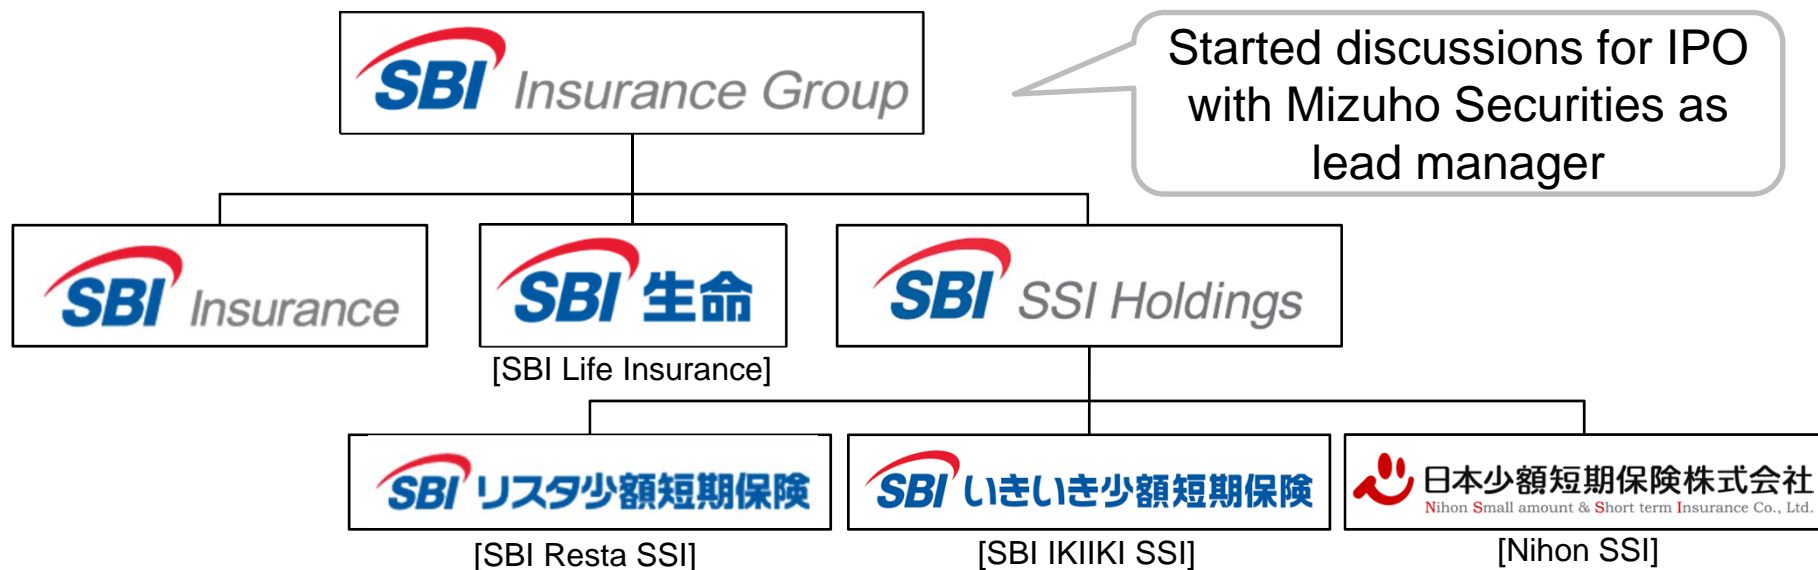 SBI Insurance Group
Started discussions for IPO
with Mizuho Securities as
lead manager
SBI Insurance
SBI 生命
[SBI Life Insurance]
SBI SSI Holdings
SBI リスタ少額短期保険
[SBI Resta SSI]
SBI いきいき少額短期保険
[SBI IKIIKI SSI]
日本少額短期保険株式会社
Nihon Small amount & Short term Insurance Co., Ltd.
[Nihon SSI]